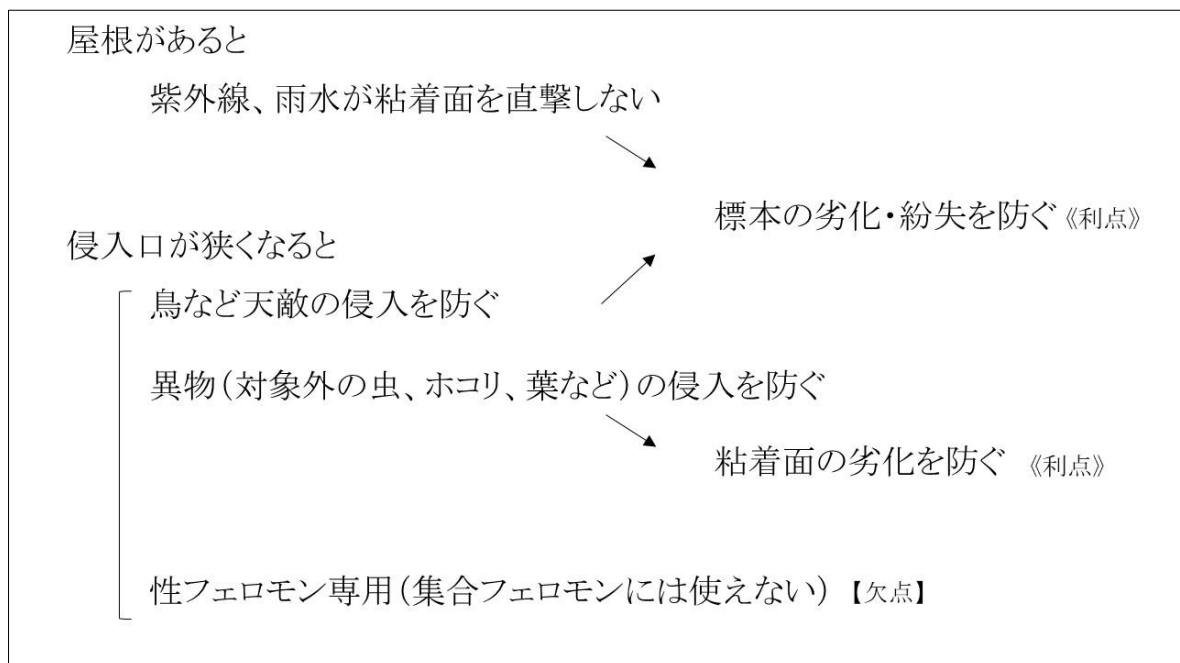 屋根があると
紫外線、雨水が粘着面を直撃しない
標本の劣化・紛失を防ぐ《利点》
侵入口が狭くなると
鳥など天敵の侵入を防ぐ
異物(対象外の虫、ホコリ、葉など)の侵入を防ぐ
粘着面の劣化を防ぐ 《利点》
性フェロモン専用(集合フェロモンには使えない)【欠点】